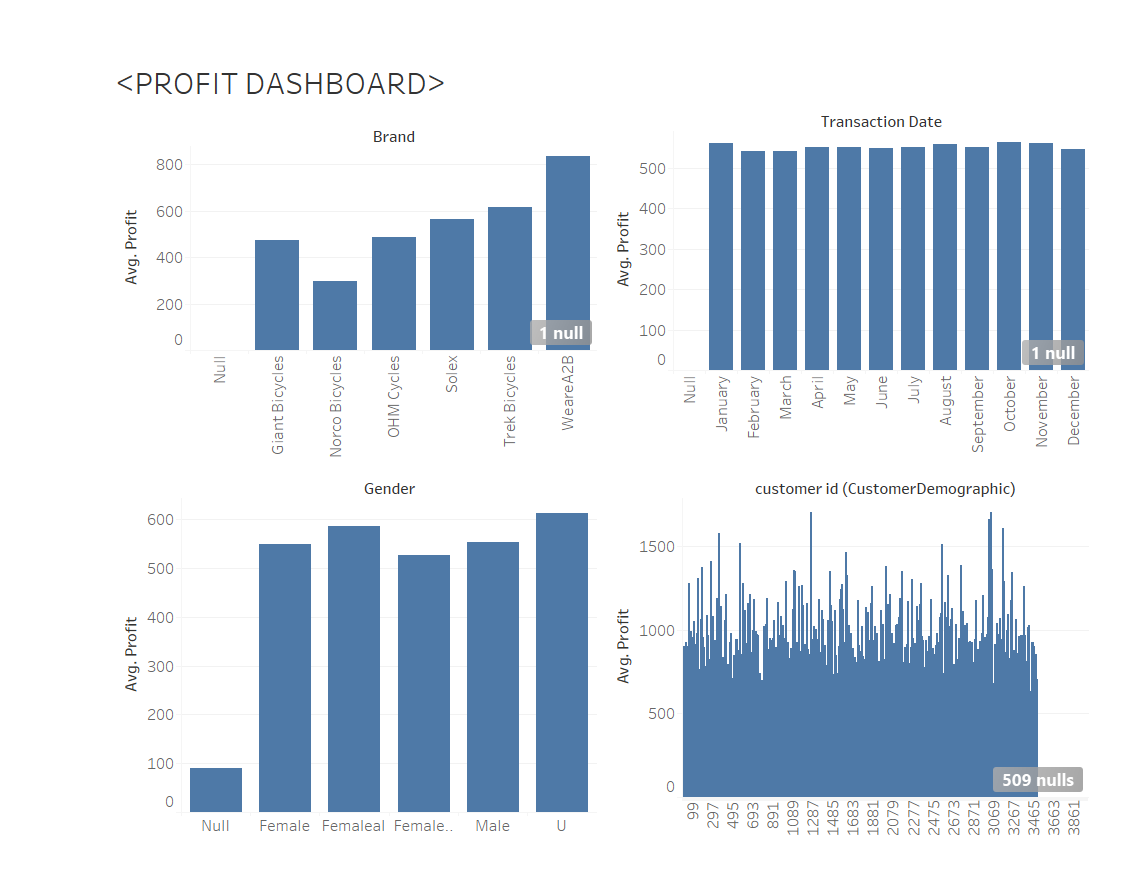 <PROFIT DASHBOARD>
Brand
Avg. Profit
800
600
400
200
0
1 null
Null
Giant Bicycles
Norco Bicycles
OHM Cycles
Solex
Trek Bicycles
WeareA2B
Transaction Date
Avg. Profit
500
400
300
200
100
0
1 null
Null
January
February
March
April
May
June
July
August
September
October
November
December
Gender
Avg. Profit
600
500
400
300
200
100
0
Null Female Femaleal Female.. Male U
customer id (CustomerDemographic)
Avg. Profit
1500
1000
500
0
509 nulls
99
297
495
693
891
1089
1287
1485
1683
1881
2079
2277
2475
2673
2871
3069
3267
3465
3663
3861